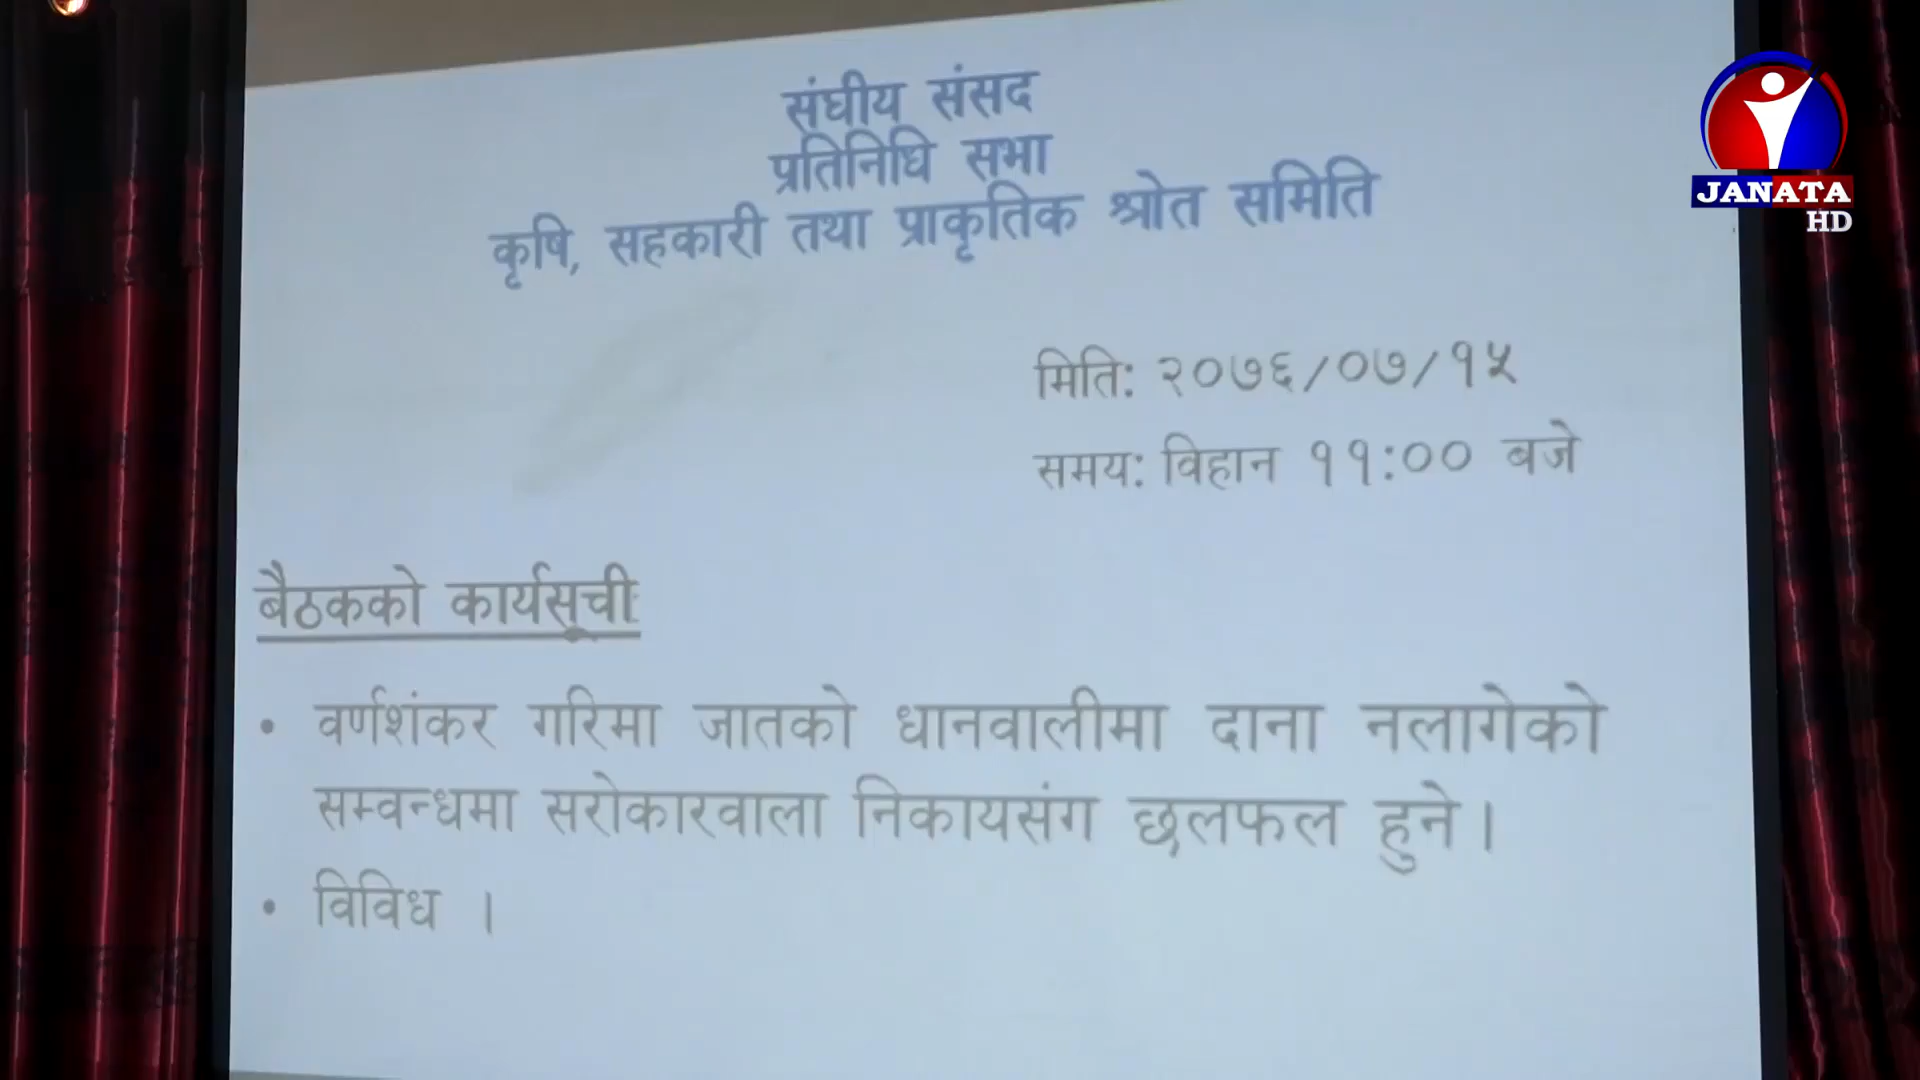 संघीय संसद
प्रतिनिधि सभा
कृषि, सहकारी तथा प्राकृतिक श्रोत समिति
मिति: २०७६/०७/१५
समय: विहान ११:०० बजे
बैठकको कार्यसूची
• वर्णशंकर गरिमा जातको धानवालीमा दाना नलागेको
सम्वन्धमा सरोकारवाला निकायसंग छलफल हुने।
• विविध ।
JANATA
HD